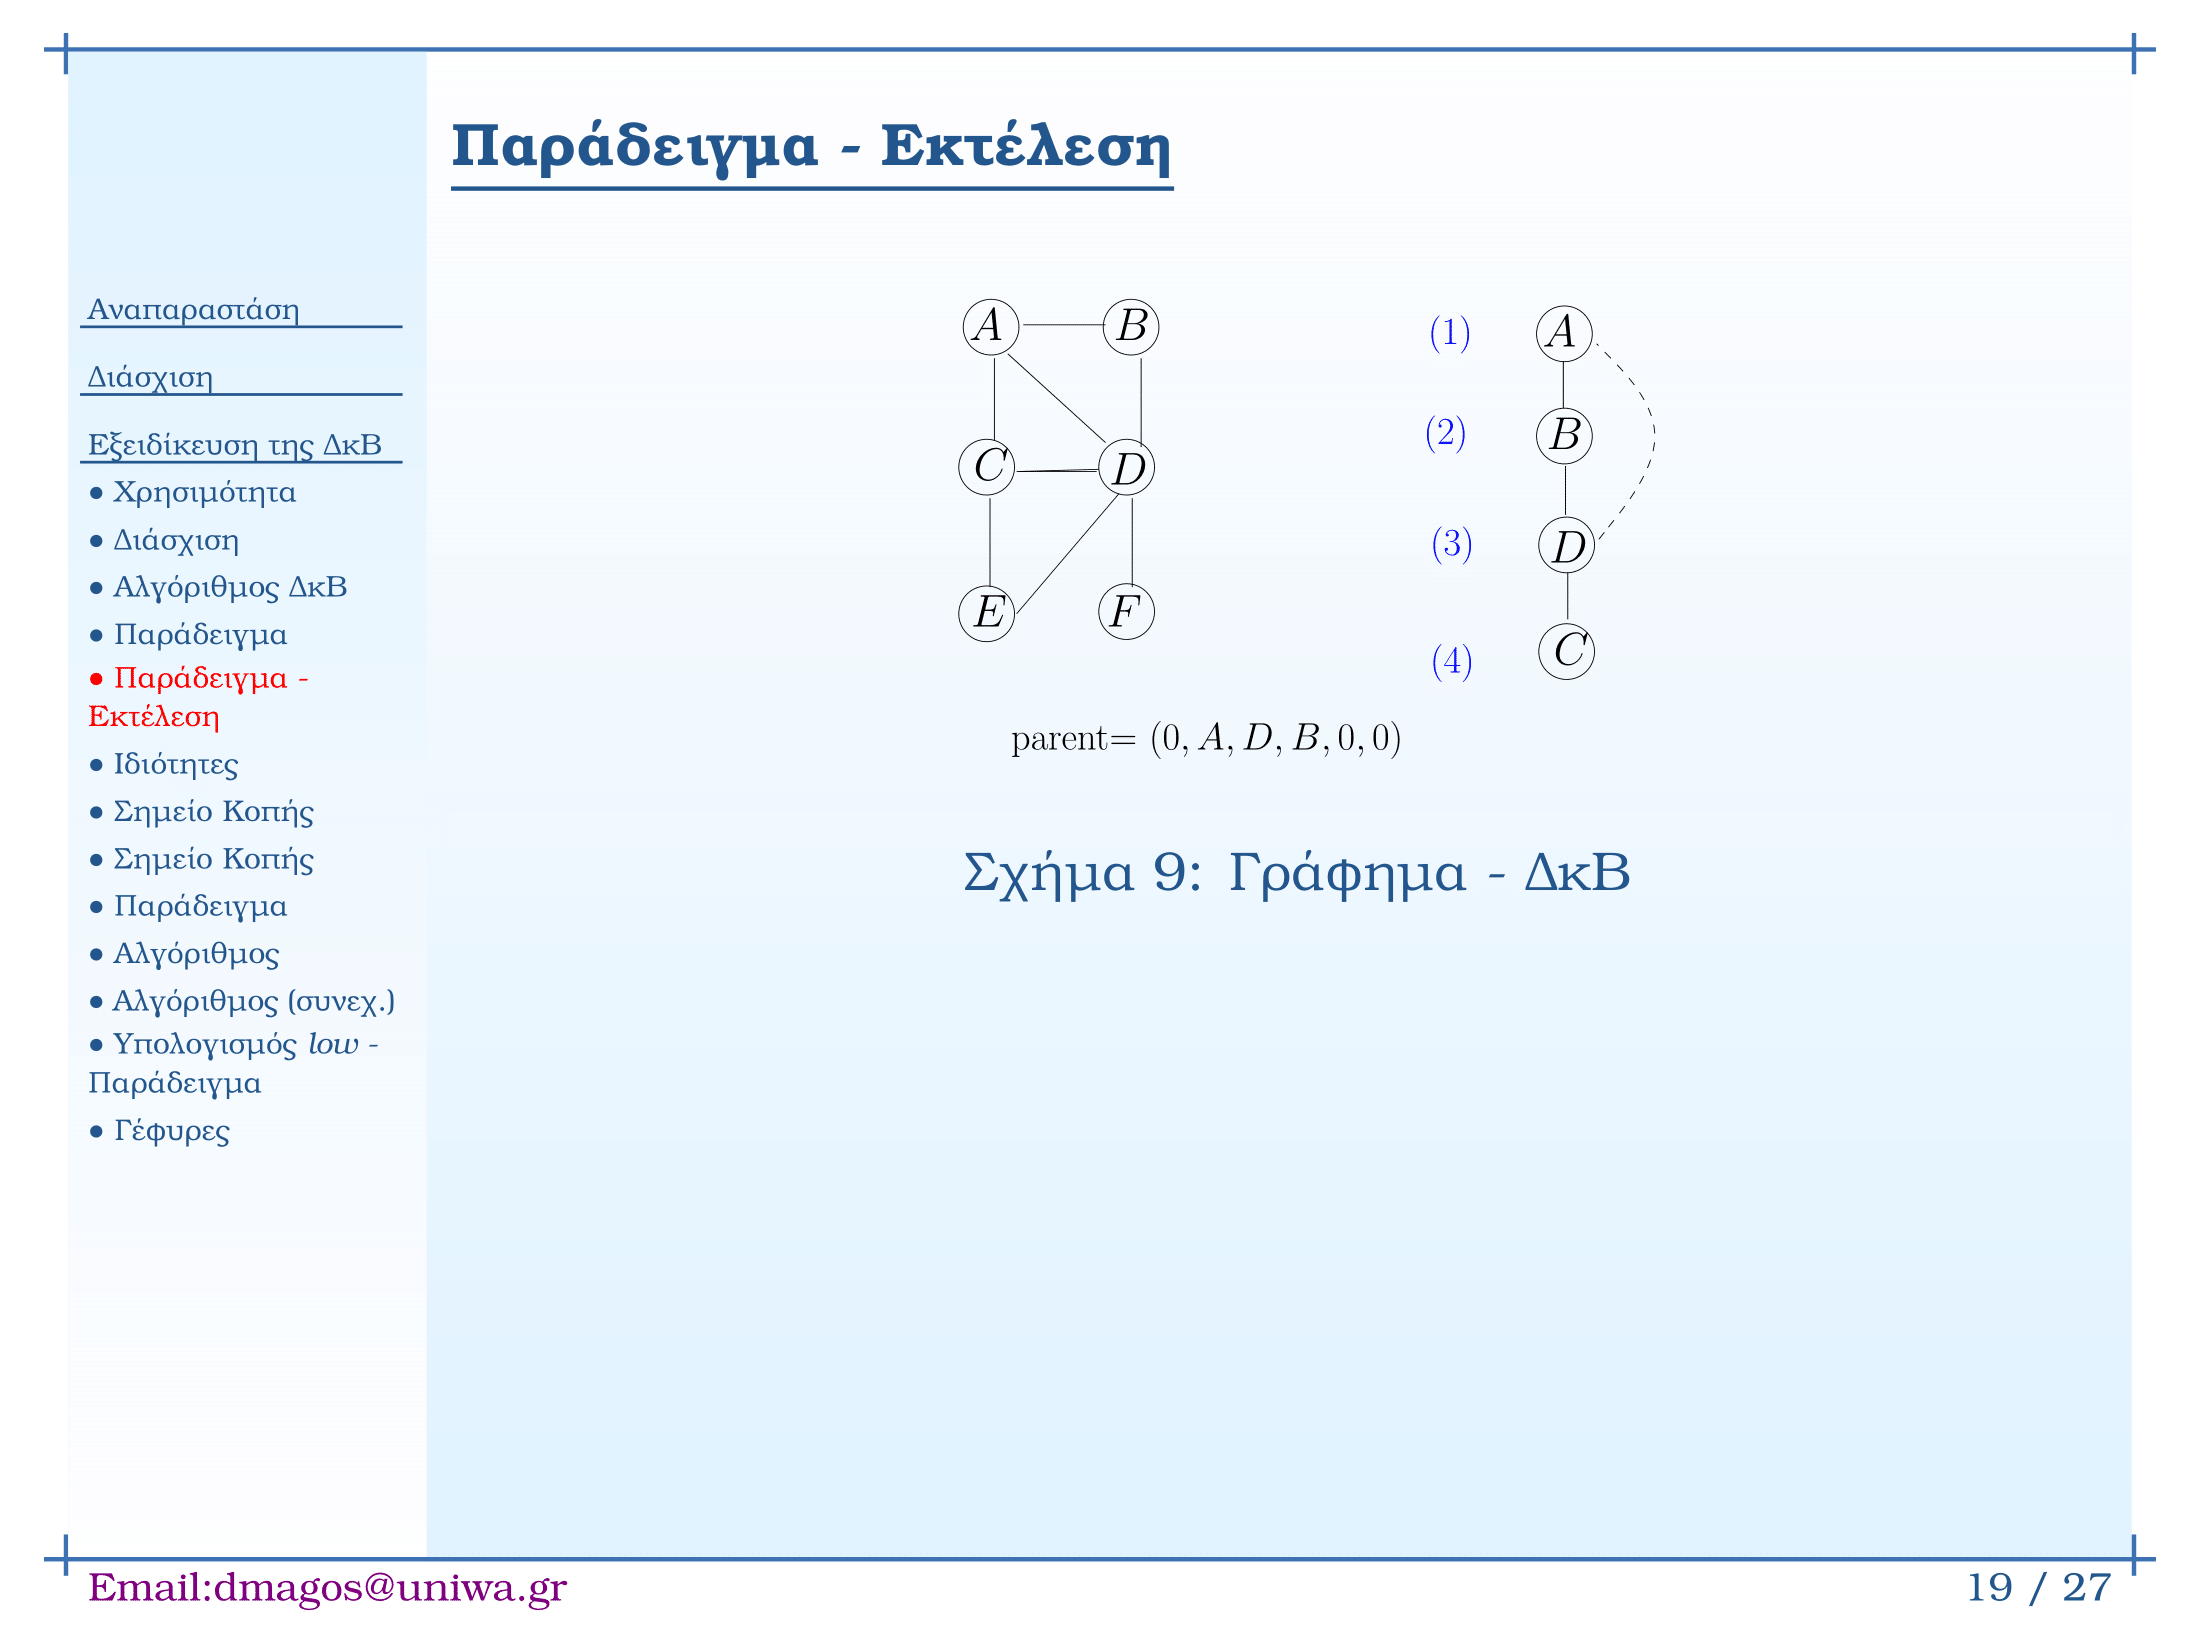 Παράδειγμα - Εκτέλεση
Αναπαραστάση
Διάσχιση
Εξειδίκευση της ΔκΒ
● Χρησιμότητα
● Διάσχιση
● Αλγόριθμος ΔκΒ
● Παράδειγμα
● Παράδειγμα -
Εκτέλεση
● Ιδιότητες
● Σημείο Κοπής
● Σημείο Κοπής
● Παράδειγμα
● Αλγόριθμος
● Αλγόριθμος (συνεχ.)
● Υπολογισμός low -
Παράδειγμα
● Γέφυρες
A B
C D
E F
(1) A
(2) B
(3) D
(4) C
parent= (0, A, D, B, 0, 0)
Σχήμα 9: Γράφημα - ΔκΒ
Email:dmagos@uniwa.gr
19 / 27